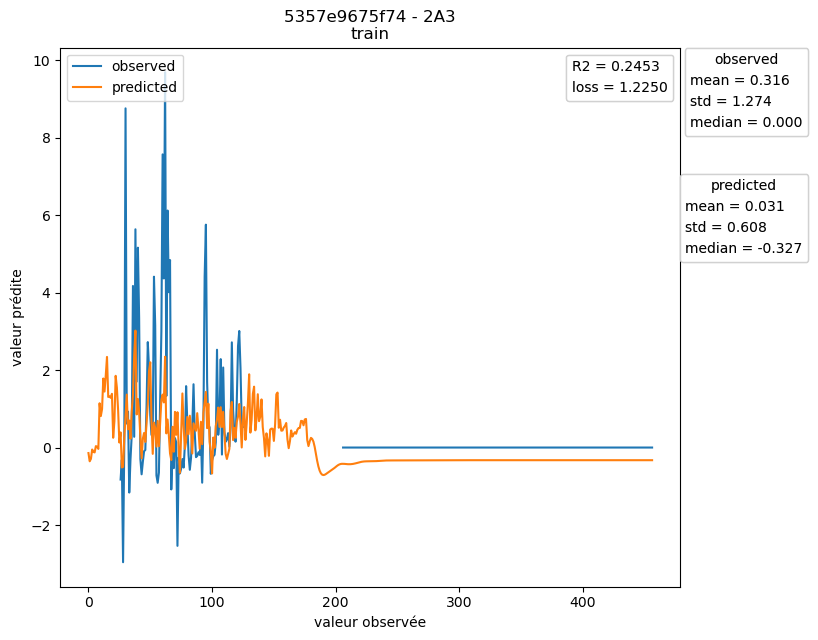 5357e9675f74 - 2A3
train
observed
predicted
R2 = 0.2453
loss = 1.2250
observed
mean = 0.316
std = 1.274
median = 0.000
predicted
mean = 0.031
std = 0.608
median = -0.327
10
8
6
4
2
0
−2
valeur prédite
0
100
200
300
400
valeur observée